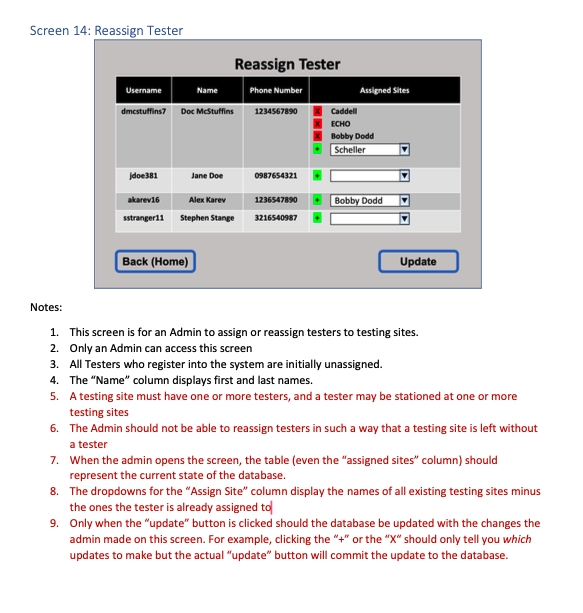 Screen 14: Reassign Tester
Reassign Tester
Username Name Phone Number Assigned Sites
dmcstuffins7 Doc McStuffins 1234567890 X Caddell
X ECHO
X Bobby Dodd
+ Scheller
jdoe381 Jane Doe 0987654321 +
akarev16 Alex Karev 1236547890 + Bobby Dodd
sstranger11 Stephen Stange 3216540987 +
Back (Home) Update
Notes:
1. This screen is for an Admin to assign or reassign testers to testing sites.
2. Only an Admin can access this screen
3. All Testers who register into the system are initially unassigned.
4. The “Name” column displays first and last names.
5. A testing site must have one or more testers, and a tester may be stationed at one or more
testing sites
6. The Admin should not be able to reassign testers in such a way that a testing site is left without
a tester
7. When the admin opens the screen, the table (even the “assigned sites” column) should
represent the current state of the database.
8. The dropdowns for the “Assign Site” column display the names of all existing testing sites minus
the ones the tester is already assigned to
9. Only when the “update” button is clicked should the database be updated with the changes the
admin made on this screen. For example, clicking the “+” or the “X“ should only tell you which
updates to make but the actual “update” button will commit the update to the database.